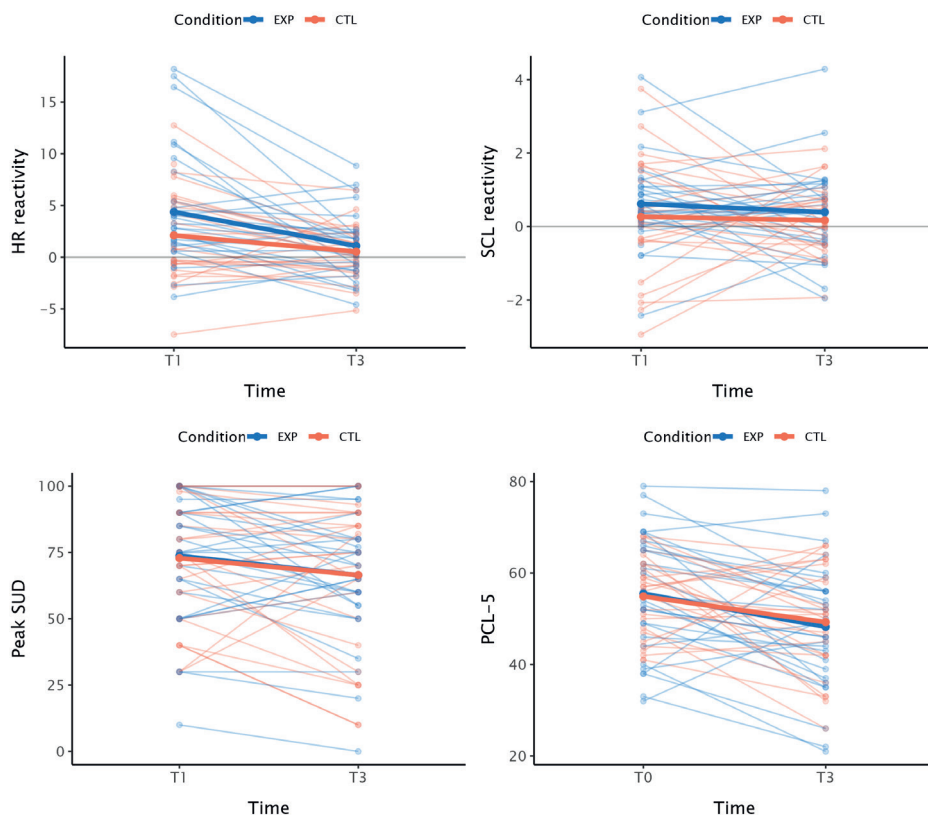 Condition EXP CTL
HR reactivity
15
10
5
0
−5
T1 T3
Time
Condition EXP CTL
SCL reactivity
4
2
0
−2
T1 T3
Time
Condition EXP CTL
Peak SUD
100
75
50
25
0
T1 T3
Time
Condition EXP CTL
PCL−5
80
60
40
20
T0 T3
Time